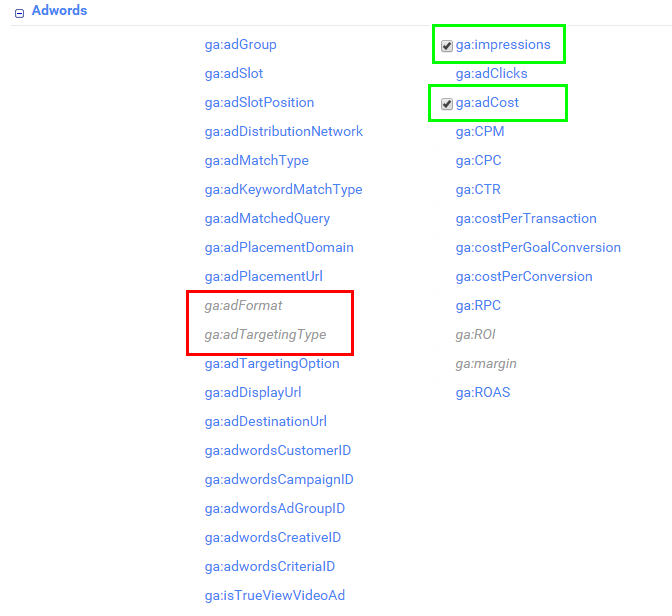 Adwords
ga:adGroup
ga:adSlot
ga:adSlotPosition
ga:adDistributionNetwork
ga:adMatchType
ga:adKeywordMatchType
ga:adMatchedQuery
ga:adPlacementDomain
ga:adPlacementUrl
ga:adFormat
ga:adTargetingType
ga:adTargetingOption
ga:adDisplayUrl
ga:adDestinationUrl
ga:adwordsCustomerID
ga:adwordsCampaignID
ga:adwordsAdGroupID
ga:adwordsCreativeID
ga:adwordsCriteriaID
ga:isTrueViewVideoAd
ga:impressions
ga:adClicks
ga:adCost
ga:CPM
ga:CPC
ga:CTR
ga:costPerTransaction
ga:costPerGoalConversion
ga:costPerConversion
ga:RPC
ga:ROI
ga:margin
ga:ROAS